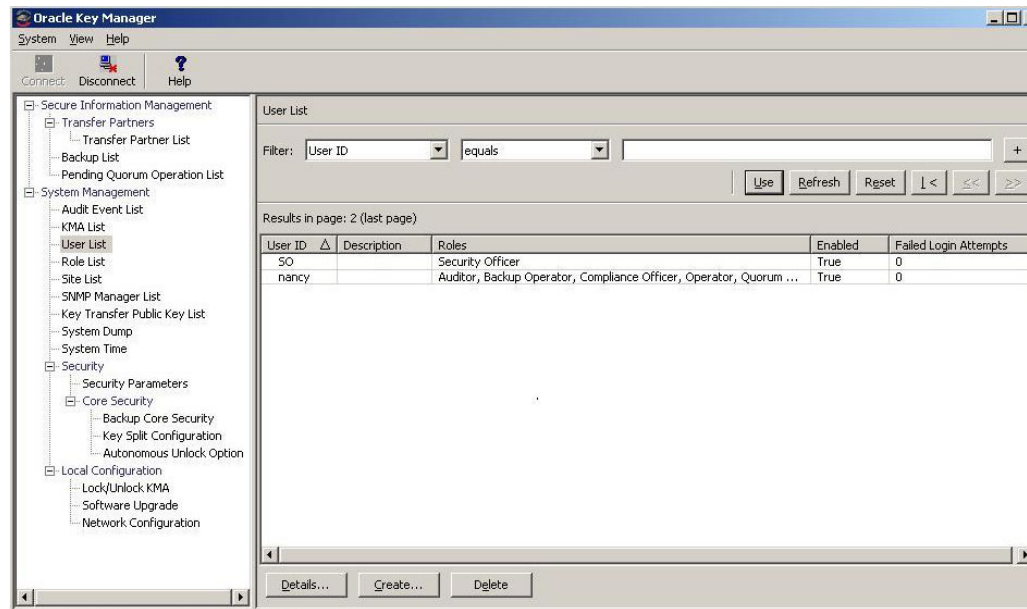 Oracle Key Manager
System View Help
Connect Disconnect Help
Secure Information Management
Transfer Partners
Transfer Partner List
Backup List
Pending Quorum Operation List
System Management
Audit Event List
KMA List
User List
Role List
Site List
SNMP Manager List
Key Transfer Public Key List
System Dump
System Time
Security
Security Parameters
Core Security
Backup Core Security
Key Split Configuration
Autonomous Unlock Option
Local Configuration
Lock/Unlock KMA
Software Upgrade
Network Configuration
User List
Filter: User ID equals +
Use Refresh Reset |< << >>
Results in page: 2 (last page)
User ID Description Roles Enabled Failed Login Attempts
SO Security Officer True 0
nancy Auditor, Backup Operator, Compliance Officer, Operator, Quorum ... True 0
Details... Create... Delete